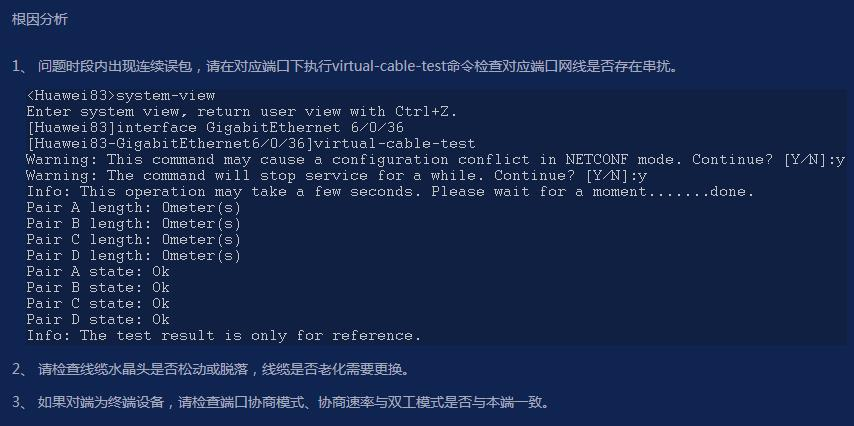 根因分析
1、 问题时段内出现连续误包，请在对应端口下执行virtual-cable-test命令检查对应端口网线是否存在串扰。
<Huawei83>system-view
Enter system view, return user view with Ctrl+Z.
[Huawei83]interface GigabitEthernet 6/0/36
[Huawei83-GigabitEthernet6/0/36]virtual-cable-test
Warning: This command may cause a configuration conflict in NETCONF mode. Continue? [Y/N]:y
Warning: The command will stop service for a while. Continue? [Y/N]:y
Info: This operation may take a few seconds. Please wait for a moment.......done.
Pair A length: 0meter(s)
Pair B length: 0meter(s)
Pair C length: 0meter(s)
Pair D length: 0meter(s)
Pair A state: Ok
Pair B state: Ok
Pair C state: Ok
Pair D state: Ok
Info: The test result is only for reference.
2、 请检查线缆水晶头是否松动或脱落，线缆是否老化需要更换。
3、 如果对端为终端设备，请检查端口协商模式、协商速率与双工模式是否与本端一致。